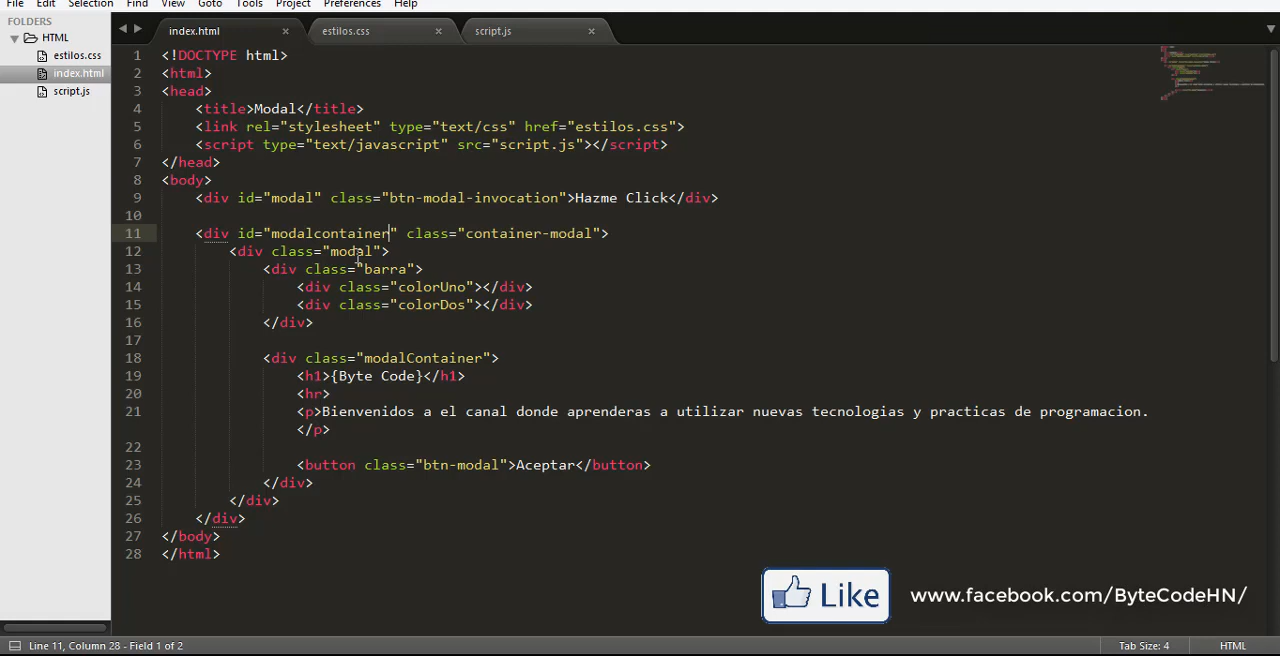 File Edit Selection Find View Goto Tools Project Preferences Help
FOLDERS
HTML
estilos.css
index.html
script.js
index.html × estilos.css × script.js ×
1 <!DOCTYPE html>
2 <html>
3 <head>
4 <title>Modal</title>
5 <link rel="stylesheet" type="text/css" href="estilos.css">
6 <script type="text/javascript" src="script.js"></script>
7 </head>
8 <body>
9 <div id="modal" class="btn-modal-invocation">Hazme Click</div>
10
11 <div id="modalcontainer" class="container-modal">
12 <div class="modal">
13 <div class="barra">
14 <div class="colorUno"></div>
15 <div class="colorDos"></div>
16 </div>
17
18 <div class="modalContainer">
19 <h1>{Byte Code}</h1>
20 <hr>
21 <p>Bienvenidos a el canal donde aprenderas a utilizar nuevas tecnologias y practicas de programacion.
</p>
22
23 <button class="btn-modal">Aceptar</button>
24 </div>
25 </div>
26 </div>
27 </body>
28 </html>
Like www.facebook.com/ByteCodeHN/
Line 11, Column 28 - Field 1 of 2 Tab Size: 4 HTML